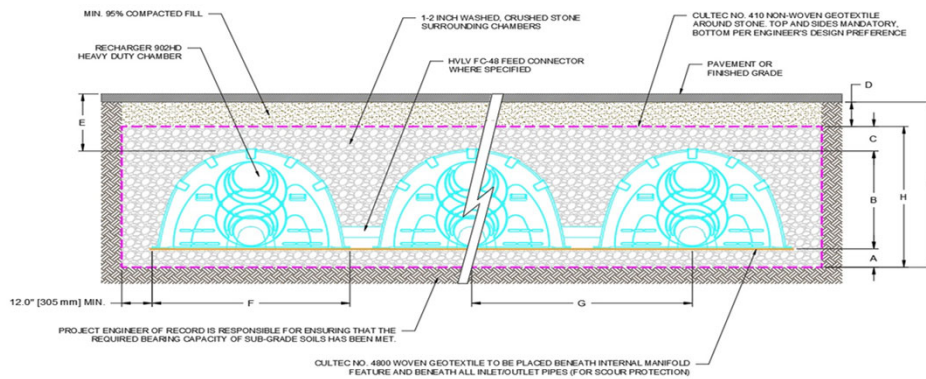 MIN. 95% COMPACTED FILL
1-2 INCH WASHED, CRUSHED STONE
SURROUNDING CHAMBERS
CULTEC NO. 410 NON-WOVEN GEOTEXTILE
AROUND STONE. TOP AND SIDES MANDATORY,
BOTTOM PER ENGINEER'S DESIGN PREFERENCE
RECHARGER 902HD
HEAVY DUTY CHAMBER
HVLV FC-48 FEED CONNECTOR
WHERE SPECIFIED
PAVEMENT OR
FINISHED GRADE
D
E
C
B
H
A
12.0" [305 mm] MIN.
F
G
PROJECT ENGINEER OF RECORD IS RESPONSIBLE FOR ENSURING THAT THE
REQUIRED BEARING CAPACITY OF SUB-GRADE SOILS HAS BEEN MET.
CULTEC NO. 4800 WOVEN GEOTEXTILE TO BE PLACED BENEATH INTERNAL MANIFOLD
FEATURE AND BENEATH ALL INLET/OUTLET PIPES (FOR SCOUR PROTECTION)